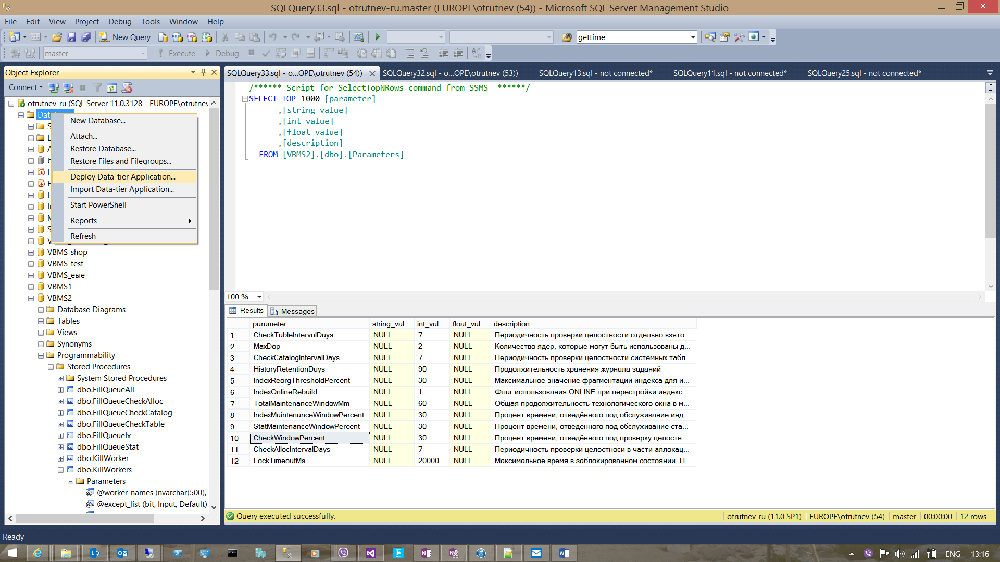 SQLQuery33.sql - otrutnev-ru.master (EUROPE\otrutnev (54)) - Microsoft SQL Server Management Studio
File Edit View Project Debug Tools Window Help
New Query gettime
master Execute Debug
Object Explorer
Connect
otrutnev-ru (SQL Server 11.0.3128 - EUROPE\otrutnev
New Database...
Attach...
Restore Database...
Restore Files and Filegroups...
Deploy Data-tier Application...
Import Data-tier Application...
Start PowerShell
Reports
Refresh
VBMS_shop
VBMS_test
VBMS_еые
VBMS1
VBMS2
Database Diagrams
Tables
Views
Synonyms
Programmability
Stored Procedures
System Stored Procedures
dbo.FillQueueAll
dbo.FillQueueCheckAlloc
dbo.FillQueueCheckCatalog
dbo.FillQueueCheckTable
dbo.FillQueueIx
dbo.FillQueueStat
dbo.KillWorker
dbo.KillWorkers
Parameters
@worker_names (nvarchar(500),
@except_list (bit, Input, Default)
SQLQuery33.sql - o...OPE\otrutnev (54)) SQLQuery32.sql - o...OPE\otrutnev (53)) SQLQuery13.sql - not connected* SQLQuery11.sql - not connected* SQLQuery25.sql - not connected*
/****** Script for SelectTopNRows command from SSMS ******/
SELECT TOP 1000 [parameter]
,[string_value]
,[int_value]
,[float_value]
,[description]
FROM [VBMS2].[dbo].[Parameters]
100 %
Results Messages
parameter string_val... int_val... float_val... description
1 CheckTableIntervalDays NULL 7 NULL Периодичность проверки целостности отдельно взято...
2 MaxDop NULL 2 NULL Количество ядер, которые могут быть использованы д...
3 CheckCatalogIntervalDays NULL 7 NULL Периодичность проверки целостности системных табл...
4 HistoryRetentionDays NULL 90 NULL Продолжительность хранения журнала заданий
5 IndexReorgThresholdPercent NULL 30 NULL Максимальное значение фрагментации индекса для и...
6 IndexOnlineRebuild NULL 1 NULL Флаг использования ONLINE при перестройки индекс...
7 TotalMaintenanceWindowMm NULL 60 NULL Общая продолжительность технологического окна в м...
8 IndexMaintenanceWindowPercent NULL 30 NULL Процент времени, отведённого под обслуживание инд...
9 StatMaintenanceWindowPercent NULL 30 NULL Процент времени, отведённого под обслуживание ста...
10 CheckWindowPercent NULL 30 NULL Процент времени, отведённого под проверку целостн...
11 CheckAllocIntervalDays NULL 7 NULL Периодичность проверки целостноси в части аллокац...
12 LockTimeoutMs NULL 20000 NULL Максимальное время в заблокированном состоянии. П...
Query executed successfully. otrutnev-ru (11.0 SP1) EUROPE\otrutnev (54) master 00:00:00 12 rows
Ready
ENG 13:16